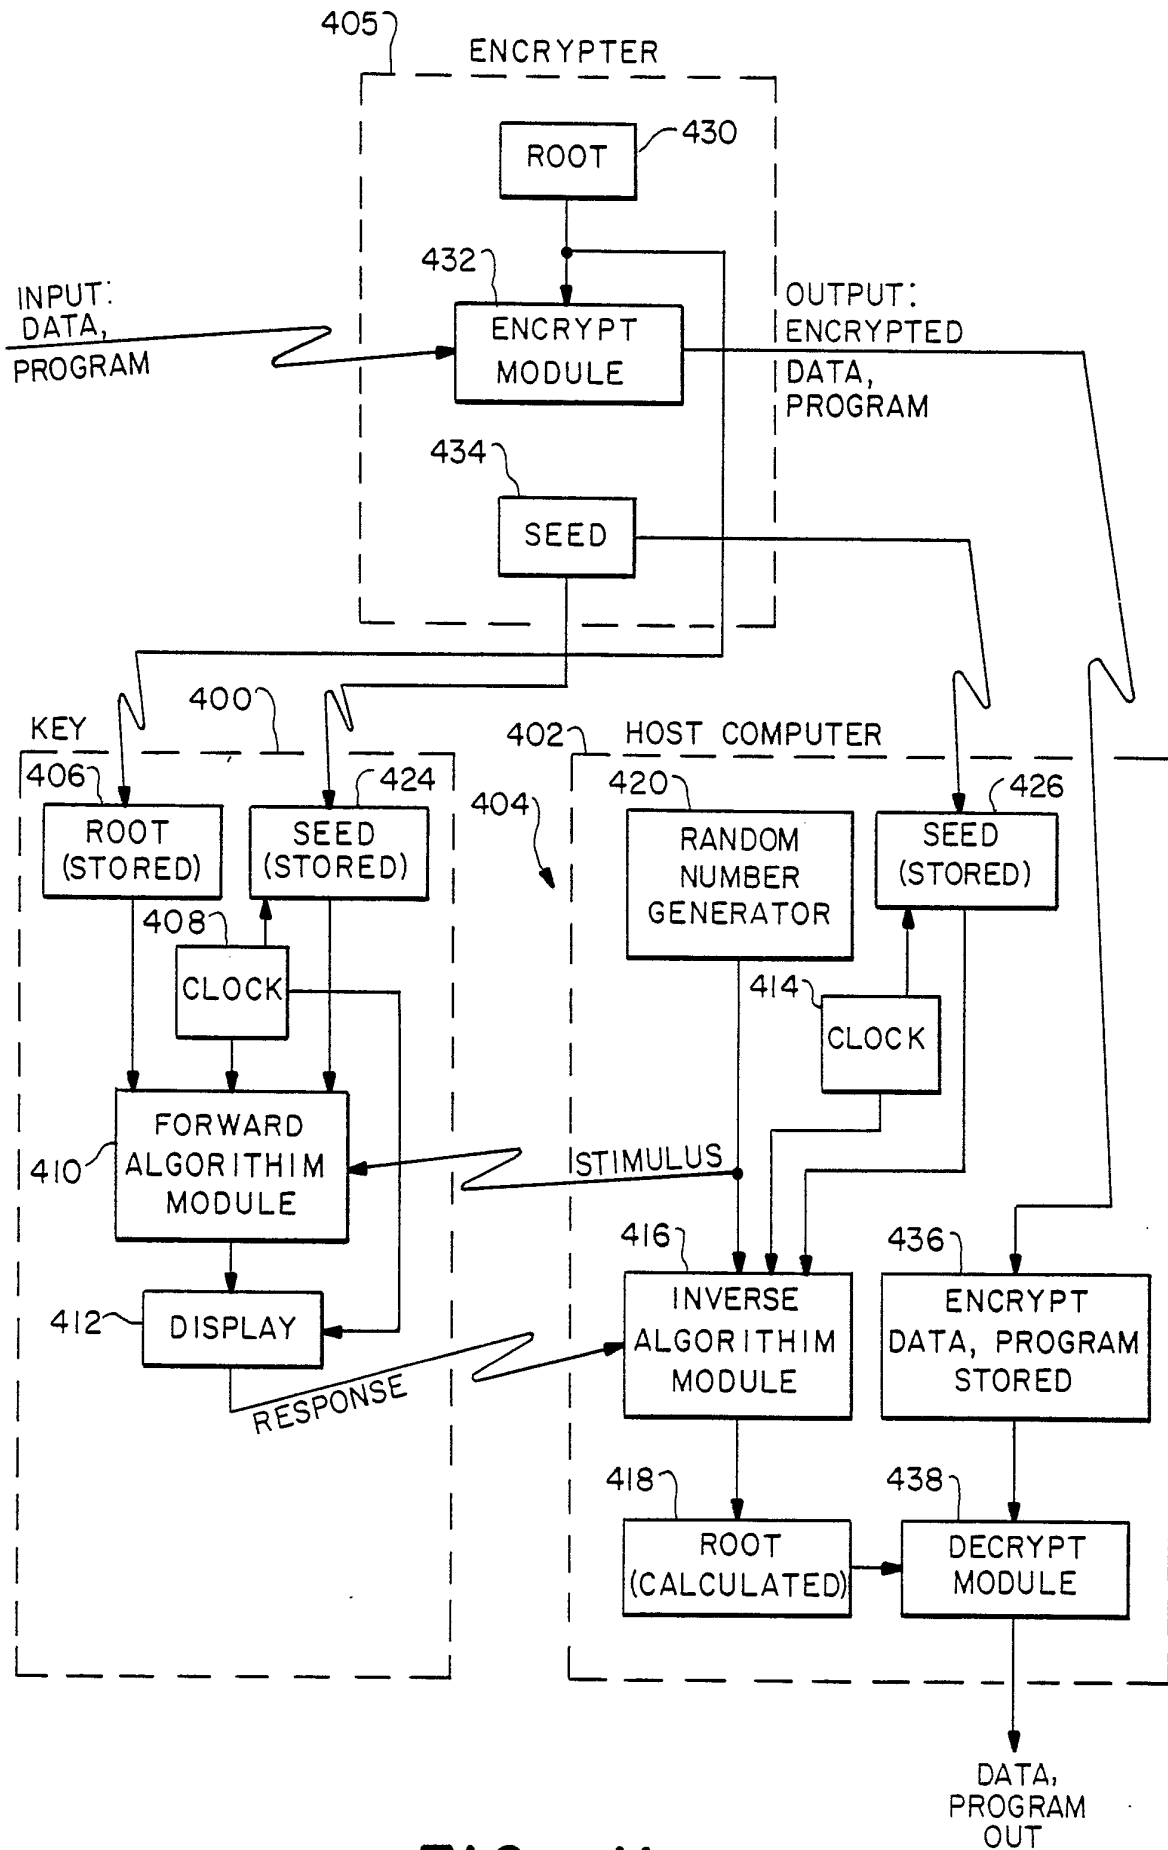 405
ENCRYPTER
ROOT
430
432
INPUT:
DATA,
PROGRAM
ENCRYPT
MODULE
OUTPUT:
ENCRYPTED
DATA,
PROGRAM
434
SEED
KEY
400
406
ROOT
(STORED)
424
SEED
(STORED)
408
CLOCK
410
FORWARD
ALGORITHIM
MODULE
412
DISPLAY
RESPONSE
404
402
HOST COMPUTER
420
RANDOM
NUMBER
GENERATOR
426
SEED
(STORED)
414
CLOCK
STIMULUS
416
INVERSE
ALGORITHIM
MODULE
436
ENCRYPT
DATA, PROGRAM
STORED
418
ROOT
(CALCULATED)
438
DECRYPT
MODULE
DATA,
PROGRAM
OUT